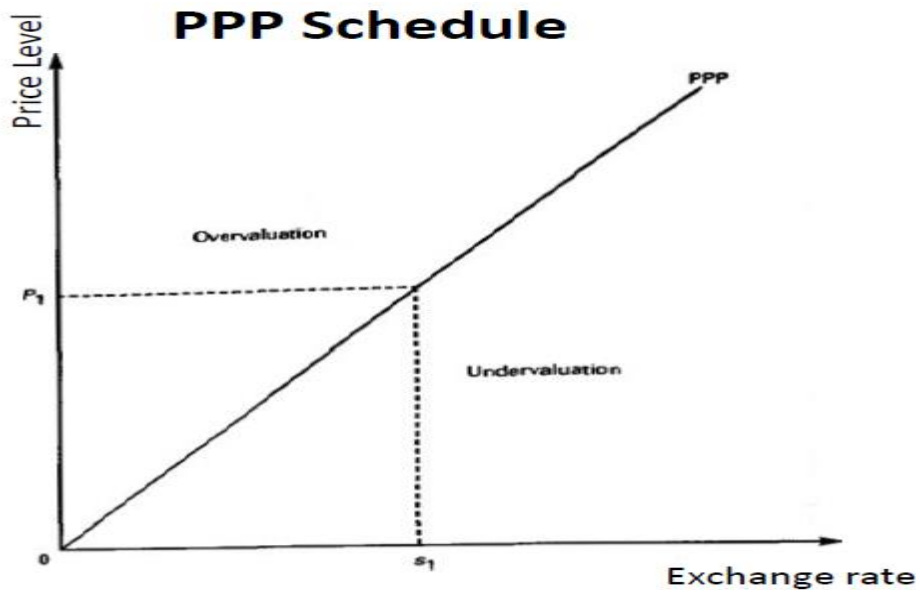 PPP Schedule
Price Level
PPP
Overvaluation
P₁
Undervaluation
0
s₁
Exchange rate